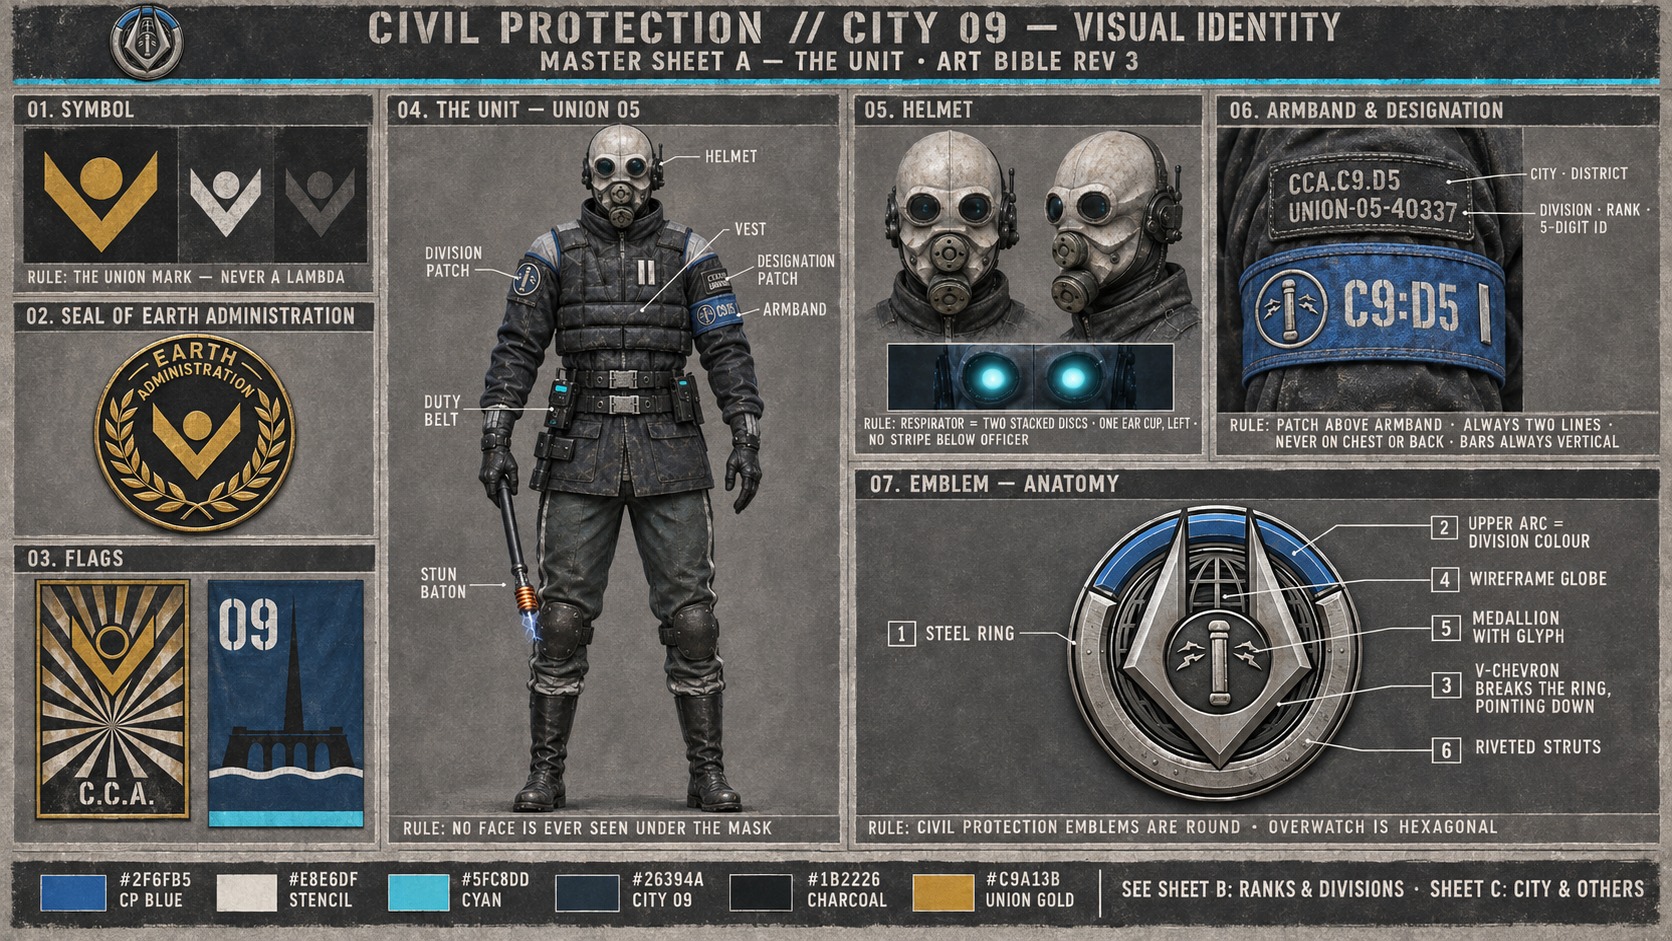 CIVIL PROTECTION // CITY 09 — VISUAL IDENTITY
MASTER SHEET A — THE UNIT · ART BIBLE REV 3
01. SYMBOL
RULE: THE UNION MARK — NEVER A LAMBDA
02. SEAL OF EARTH ADMINISTRATION
EARTH
ADMINISTRATION
03. FLAGS
C.C.A.
09
04. THE UNIT — UNION 05
HELMET
VEST
DIVISION
PATCH
DESIGNATION
PATCH
ARMBAND
C9:D5
DUTY
BELT
STUN
BATON
RULE: NO FACE IS EVER SEEN UNDER THE MASK
05. HELMET
RULE: RESPIRATOR = TWO STACKED DISCS · ONE EAR CUP, LEFT ·
NO STRIPE BELOW OFFICER
06. ARMBAND & DESIGNATION
CCA.C9.D5
UNION-05-40337
C9:D5
CITY · DISTRICT
DIVISION · RANK ·
5-DIGIT ID
RULE: PATCH ABOVE ARMBAND · ALWAYS TWO LINES ·
NEVER ON CHEST OR BACK · BARS ALWAYS VERTICAL
07. EMBLEM — ANATOMY
1 STEEL RING
2 UPPER ARC =
DIVISION COLOUR
4 WIREFRAME GLOBE
5 MEDALLION
WITH GLYPH
3 V-CHEVRON
BREAKS THE RING,
POINTING DOWN
6 RIVETED STRUTS
RULE: CIVIL PROTECTION EMBLEMS ARE ROUND · OVERWATCH IS HEXAGONAL
#2F6FB5
CP BLUE
#E8E6DF
STENCIL
#5FC8DD
CYAN
#26394A
CITY 09
#1B2226
CHARCOAL
#C9A13B
UNION GOLD
SEE SHEET B: RANKS & DIVISIONS · SHEET C: CITY & OTHERS